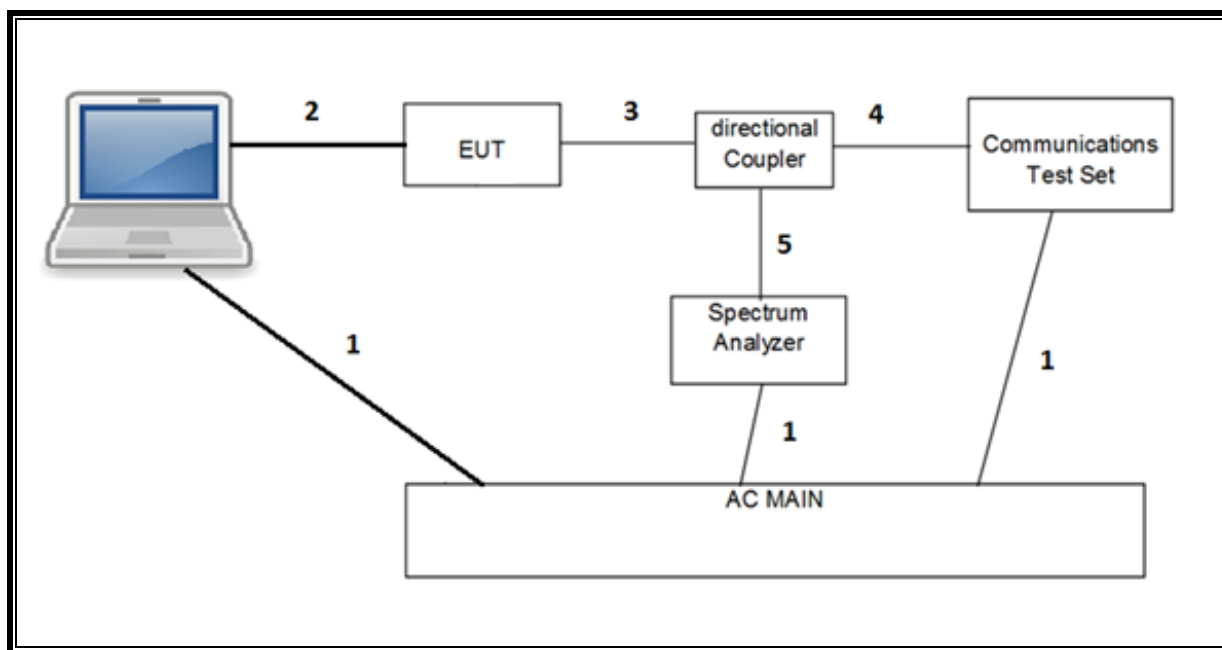 2
EUT
3
directional
Coupler
4
Communications
Test Set
5
Spectrum
Analyzer
1
1
1
AC MAIN